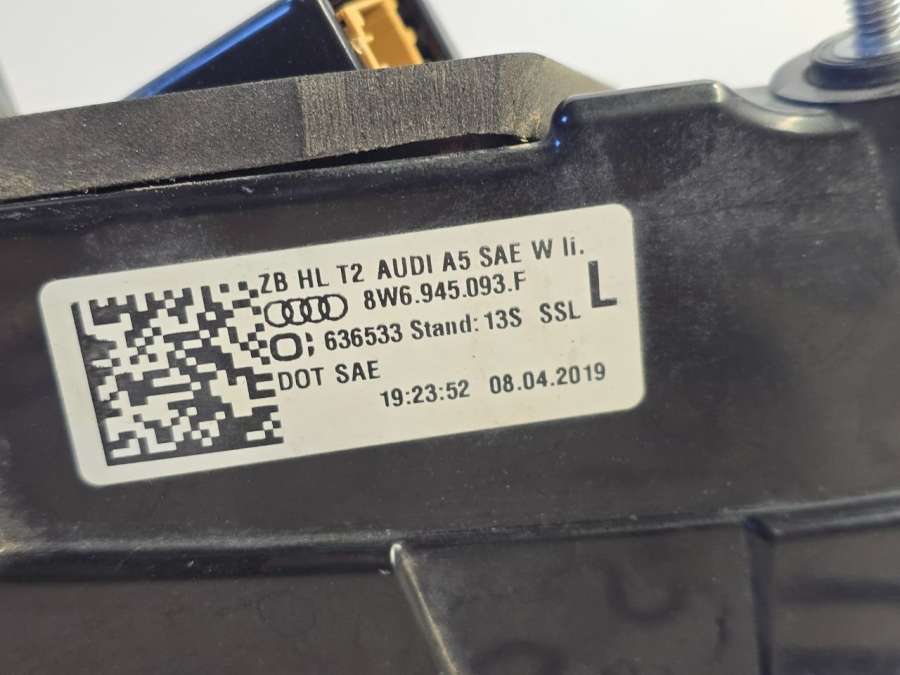 ZB HL T2 AUDI A5 SAE W li.
8W6.945.093.F
L
636533 Stand: 13S SSL
DOT SAE
19:23:52 08.04.2019